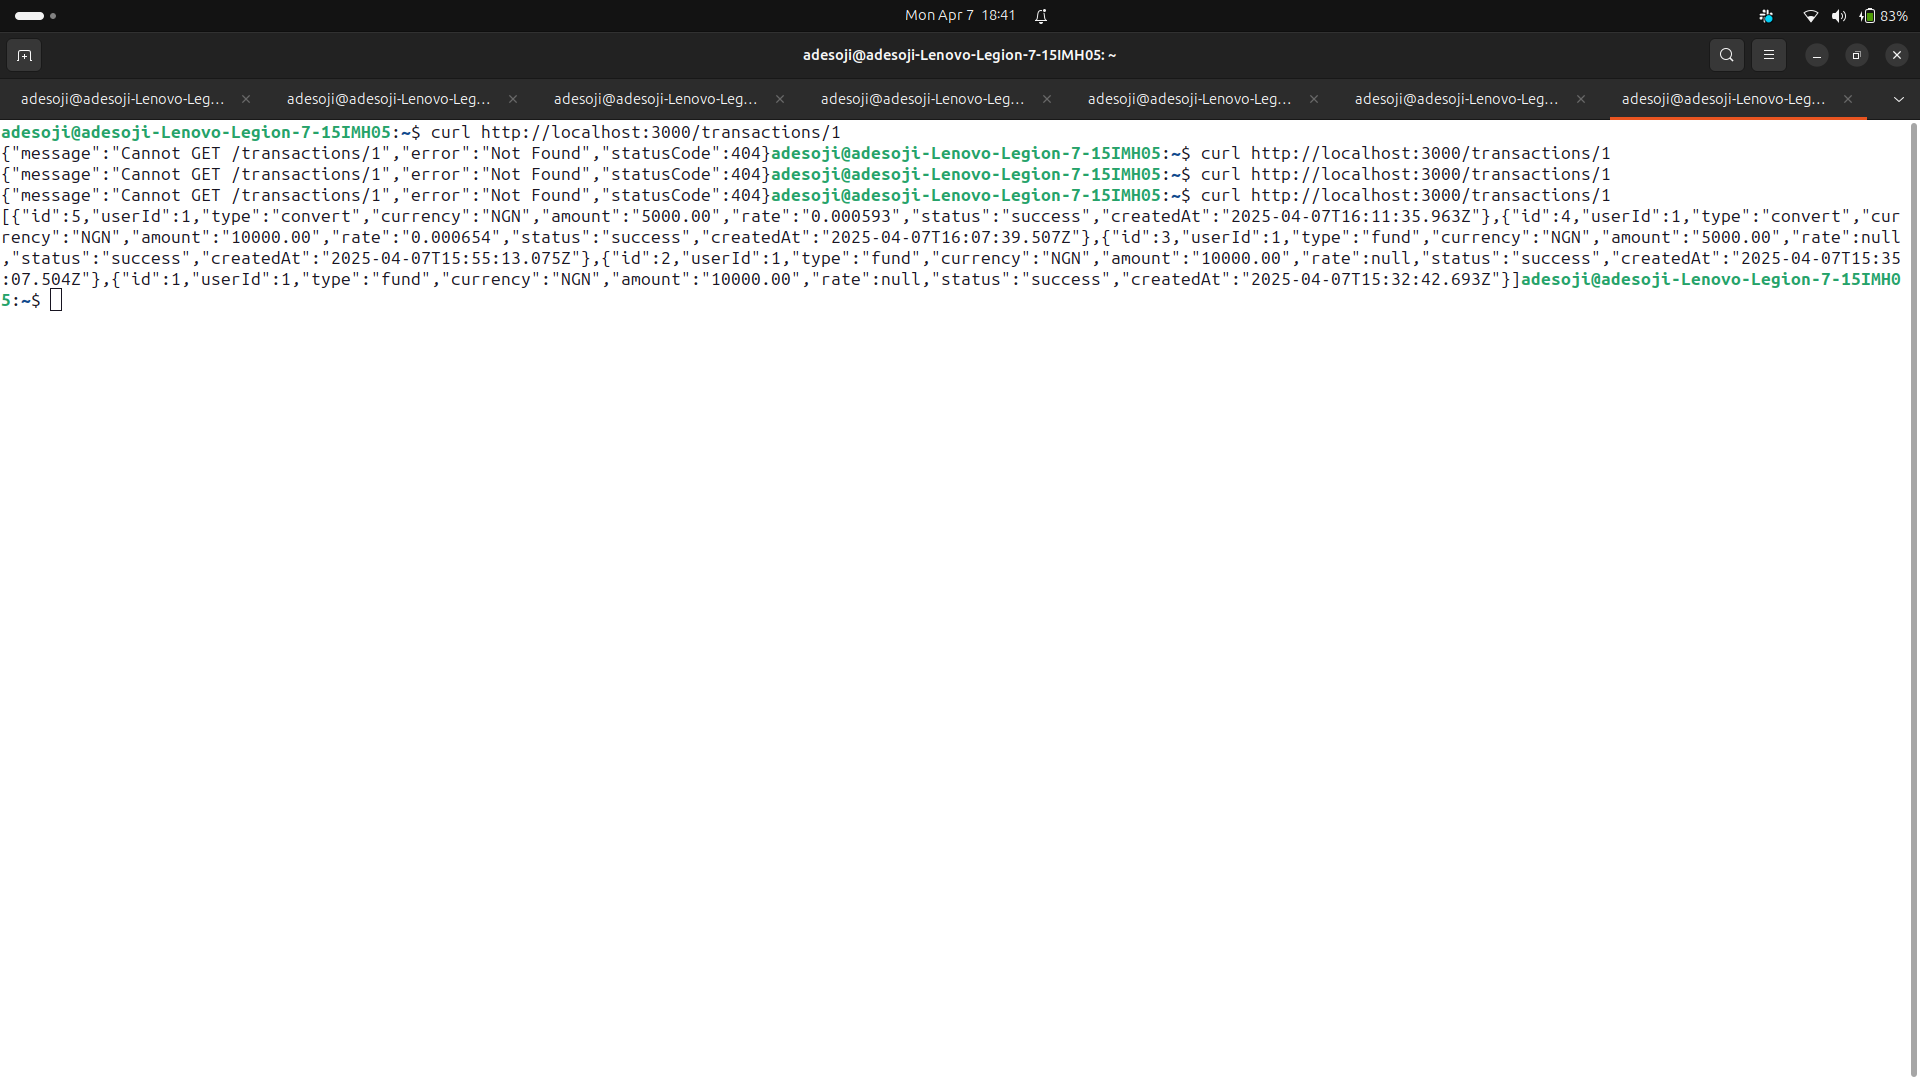 Mon Apr 7 18:41
83%
adesoji@adesoji-Lenovo-Legion-7-15IMH05: ~
adesoji@adesoji-Lenovo-Leg... adesoji@adesoji-Lenovo-Leg... adesoji@adesoji-Lenovo-Leg... adesoji@adesoji-Lenovo-Leg... adesoji@adesoji-Lenovo-Leg... adesoji@adesoji-Lenovo-Leg... adesoji@adesoji-Lenovo-Leg...
adesoji@adesoji-Lenovo-Legion-7-15IMH05:~$ curl http://localhost:3000/transactions/1
{"message":"Cannot GET /transactions/1","error":"Not Found","statusCode":404}adesoji@adesoji-Lenovo-Legion-7-15IMH05:~$ curl http://localhost:3000/transactions/1
{"message":"Cannot GET /transactions/1","error":"Not Found","statusCode":404}adesoji@adesoji-Lenovo-Legion-7-15IMH05:~$ curl http://localhost:3000/transactions/1
{"message":"Cannot GET /transactions/1","error":"Not Found","statusCode":404}adesoji@adesoji-Lenovo-Legion-7-15IMH05:~$ curl http://localhost:3000/transactions/1
[{"id":5,"userId":1,"type":"convert","currency":"NGN","amount":"5000.00","rate":"0.000593","status":"success","createdAt":"2025-04-07T16:11:35.963Z"},{"id":4,"userId":1,"type":"convert","cur
rency":"NGN","amount":"10000.00","rate":"0.000654","status":"success","createdAt":"2025-04-07T16:07:39.507Z"},{"id":3,"userId":1,"type":"fund","currency":"NGN","amount":"5000.00","rate":null
,"status":"success","createdAt":"2025-04-07T15:55:13.075Z"},{"id":2,"userId":1,"type":"fund","currency":"NGN","amount":"10000.00","rate":null,"status":"success","createdAt":"2025-04-07T15:35
:07.504Z"},{"id":1,"userId":1,"type":"fund","currency":"NGN","amount":"10000.00","rate":null,"status":"success","createdAt":"2025-04-07T15:32:42.693Z"}]adesoji@adesoji-Lenovo-Legion-7-15IMH0
5:~$